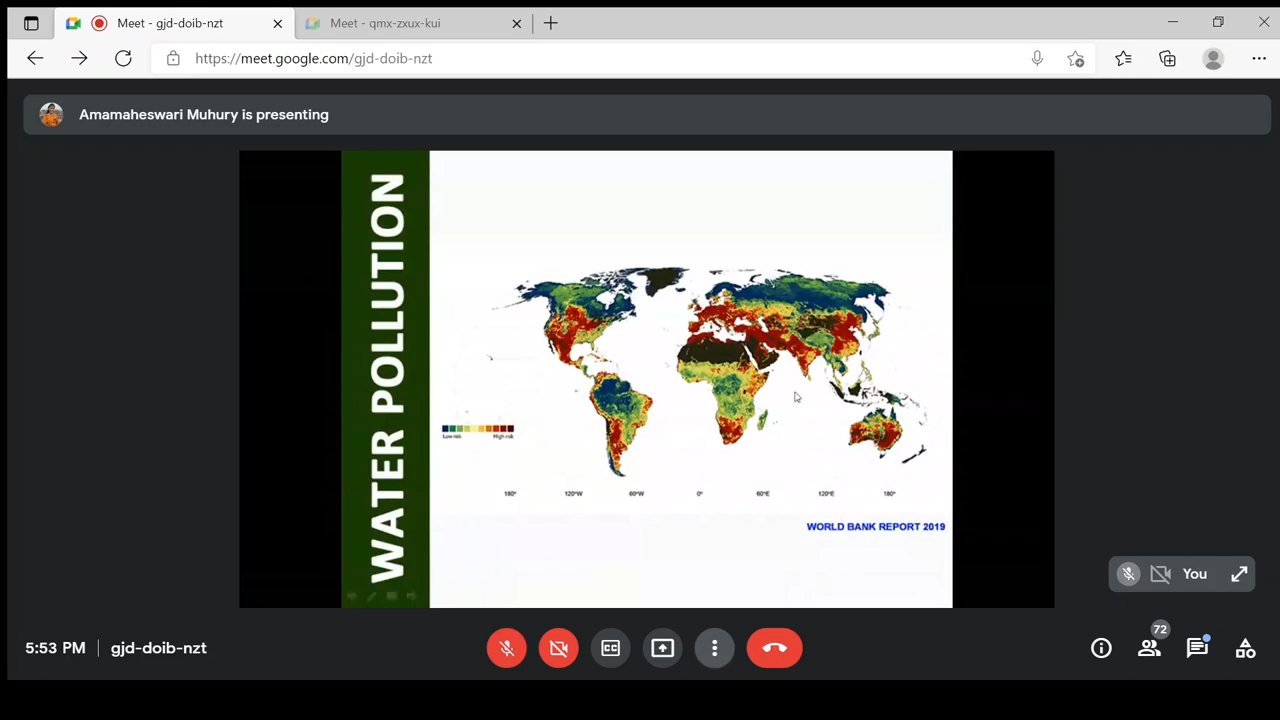 Meet - gjd-doib-nzt
Meet - qmx-zxux-kui
https://meet.google.com/gjd-doib-nzt
Amamaheswari Muhury is presenting
WATER POLLUTION
Low risk
High risk
180°
120°W
60°W
0°
60°E
120°E
180°
WORLD BANK REPORT 2019
You
5:53 PM
gjd-doib-nzt
CC
72